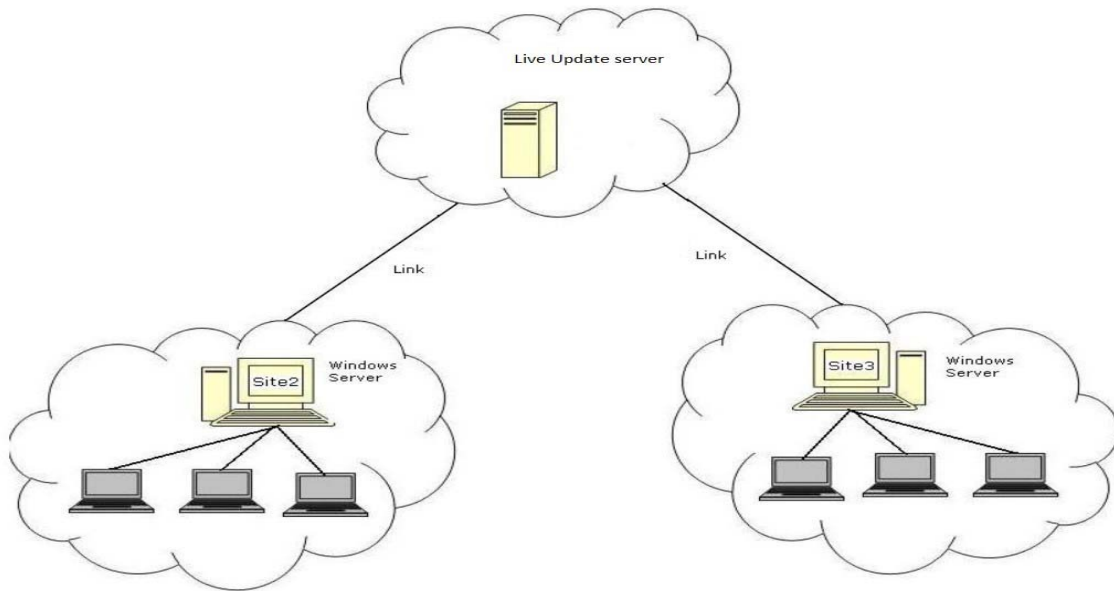 Live Update server
Link
Link
Site2
Windows
Server
Site3
Windows
Server